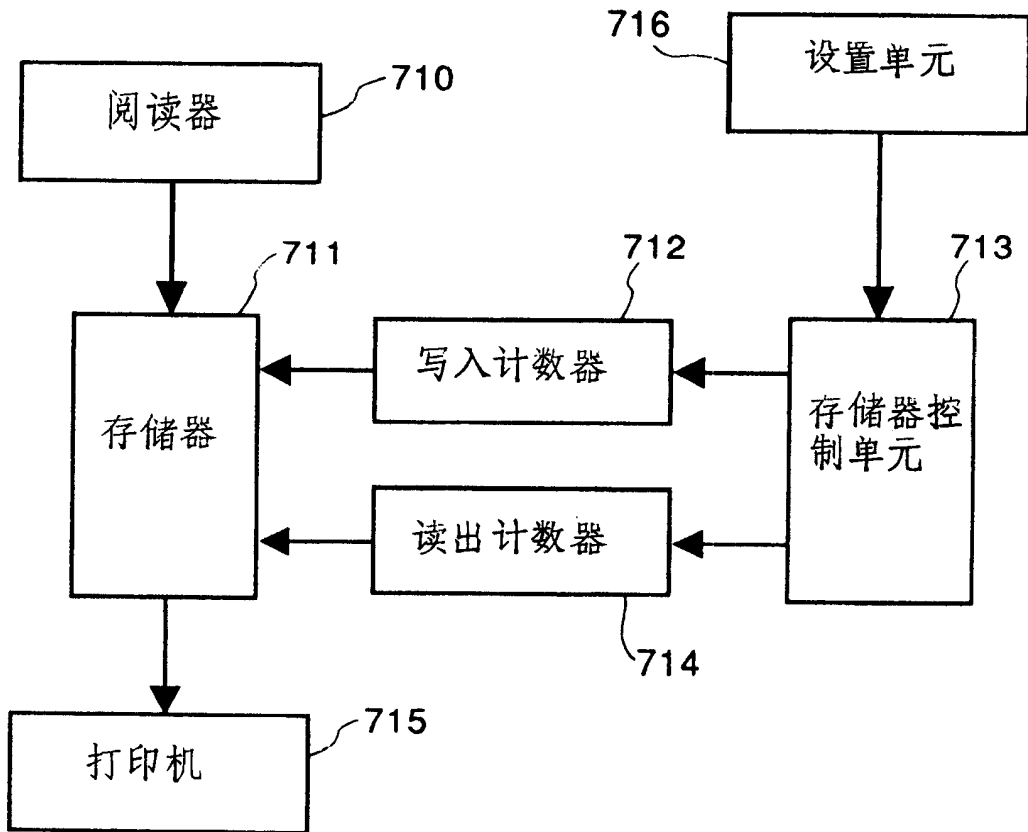 716
设置单元
710
阅读器
711
712
713
写入计数器
存储器
存储器控
制单元
读出计数器
714
715
打印机